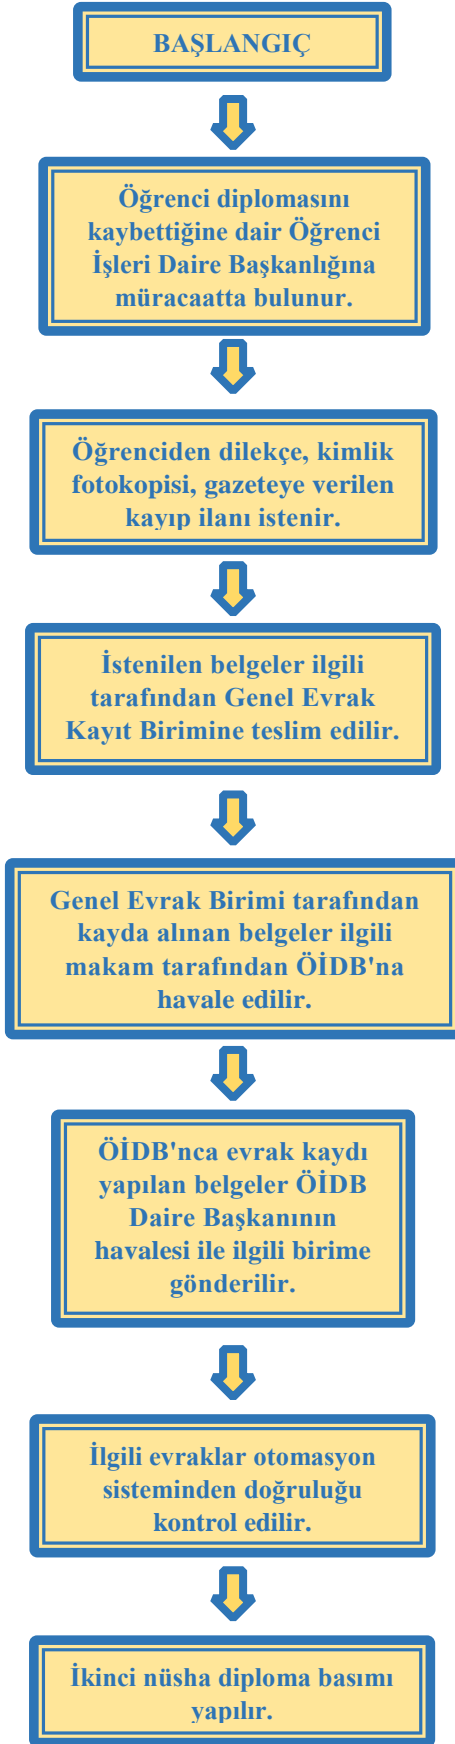 BAŞLANGIÇ
Öğrenci diplomasını
kaybettiğine dair Öğrenci
İşleri Daire Başkanlığına
müracaatta bulunur.
Öğrenciden dilekçe, kimlik
fotokopisi, gazeteye verilen
kayıp ilanı istenir.
İstenilen belgeler ilgili
tarafından Genel Evrak
Kayıt Birimine teslim edilir.
Genel Evrak Birimi tarafından
kayda alınan belgeler ilgili
makam tarafından ÖİDB'na
havale edilir.
ÖİDB'nca evrak kaydı
yapılan belgeler ÖİDB
Daire Başkanının
havalesi ile ilgili birime
gönderilir.
İlgili evraklar otomasyon
sisteminden doğruluğu
kontrol edilir.
İkinci nüsha diploma basımı
yapılır.